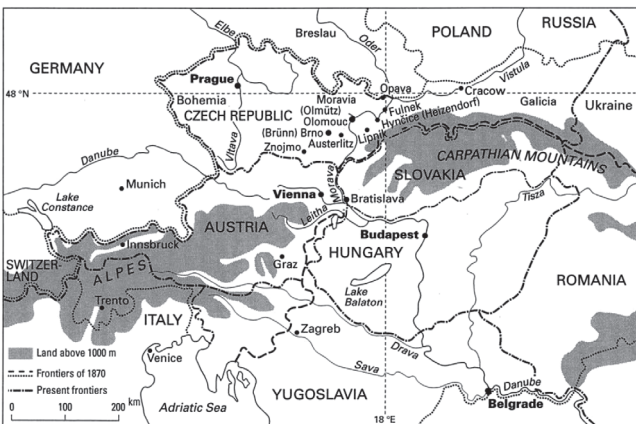 Elbe
Breslau
Oder
POLAND
RUSSIA
GERMANY
48 °N
Prague
Bohemia
CZECH REPUBLIC
Vltava
Moravia
(Olmütz)
Olomouc
(Brünn) Brno
Znojmo
Austerlitz
Opava
Fulnek
Hynčice (Heizendorf)
Lipnik
Cracow
Vistula
Galicia
Ukraine
CARPATHIAN MOUNTAINS
SLOVAKIA
Danube
Munich
Lake
Constance
Vienna
Morava
Bratislava
Leitha
Tisza
Budapest
AUSTRIA
HUNGARY
Innsbruck
SWITZER-
LAND
ALPES
Graz
Lake
Balaton
ROMANIA
Trento
ITALY
Zagreb
Drava
Venice
Sava
Danube
Belgrade
Adriatic Sea
YUGOSLAVIA
18 °E
Land above 1000 m
Frontiers of 1870
Present frontiers
0 100 200 km